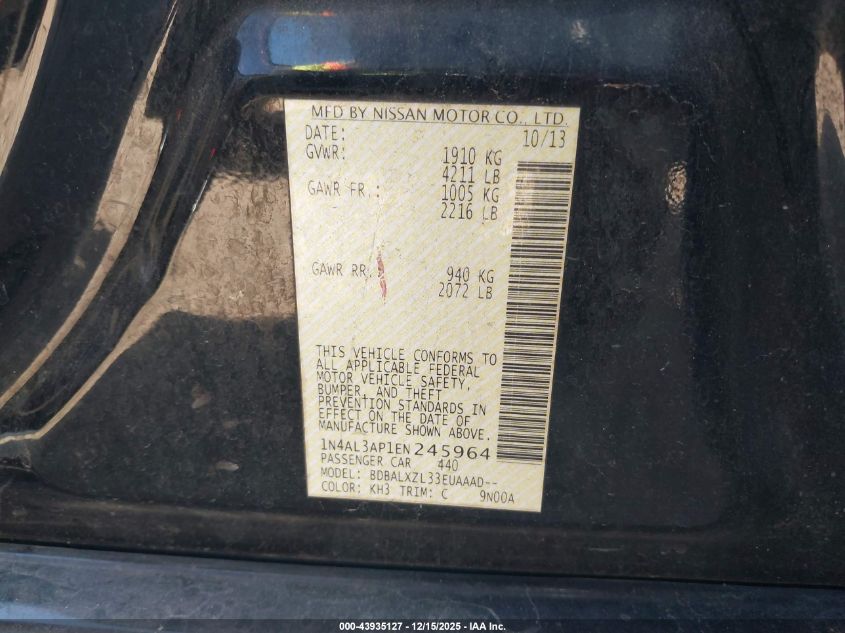 MFD BY NISSAN MOTOR CO., LTD.
DATE: 10/13
GVWR: 1910 KG
4211 LB
GAWR FR.: 1005 KG
2216 LB
GAWR RR.: 940 KG
2072 LB
THIS VEHICLE CONFORMS TO
ALL APPLICABLE FEDERAL
MOTOR VEHICLE SAFETY,
BUMPER, AND THEFT
PREVENTION STANDARDS IN
EFFECT ON THE DATE OF
MANUFACTURE SHOWN ABOVE.
1N4AL3AP1EN245964
PASSENGER CAR 440
MODEL: BDBALXZL33EUAAAD--
COLOR: KH3 TRIM: C 9N00A
000-43935127 - 12/15/2025 - IAA Inc.